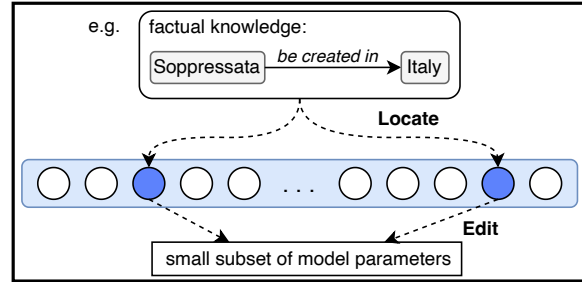 e.g. factual knowledge:
Soppressata be created in Italy
Locate
. . .
Edit
small subset of model parameters